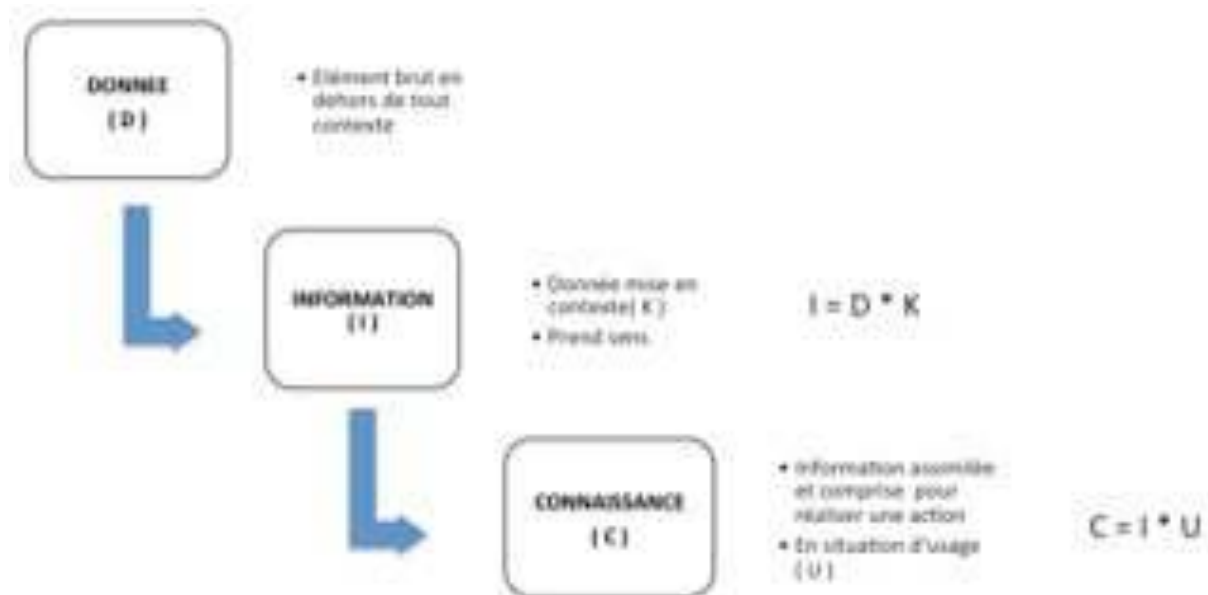 DONNEE
( D )
• Elément brut en
dehors de tout
contexte
INFORMATION
( I )
• Donnée mise en
contexte( K )
• Prend sens
I = D * K
CONNAISSANCE
( C )
• Information assmilée
et comprise pour
réaliser une action
• En situation d'usage
( U )
C = I * U